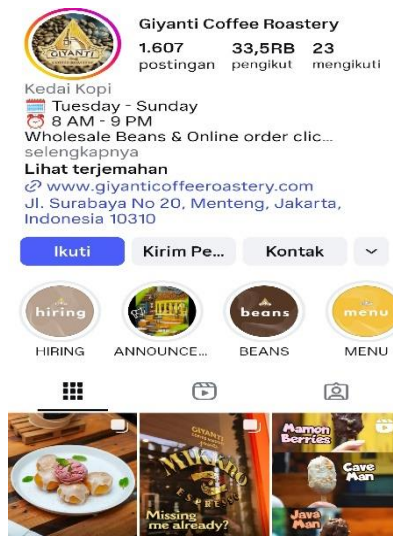 GIYANTI
Giyanti Coffee Roastery
1.607 33,5RB 23
postingan pengikut mengikuti
Kedai Kopi
Tuesday - Sunday
8 AM - 9 PM
Wholesale Beans & Online order clic...
selengkapnya
Lihat terjemahan
www.giyanticoffeeroastery.com
Jl. Surabaya No 20, Menteng, Jakarta,
Indonesia 10310
Ikuti Kirim Pe... Kontak
hiring beans menu
HIRING ANNOUNCE... BEANS MENU
GIYANTI
ESPRESSO
Missing
me already?
Mamon
Berries
Cave
Man
Java
Man